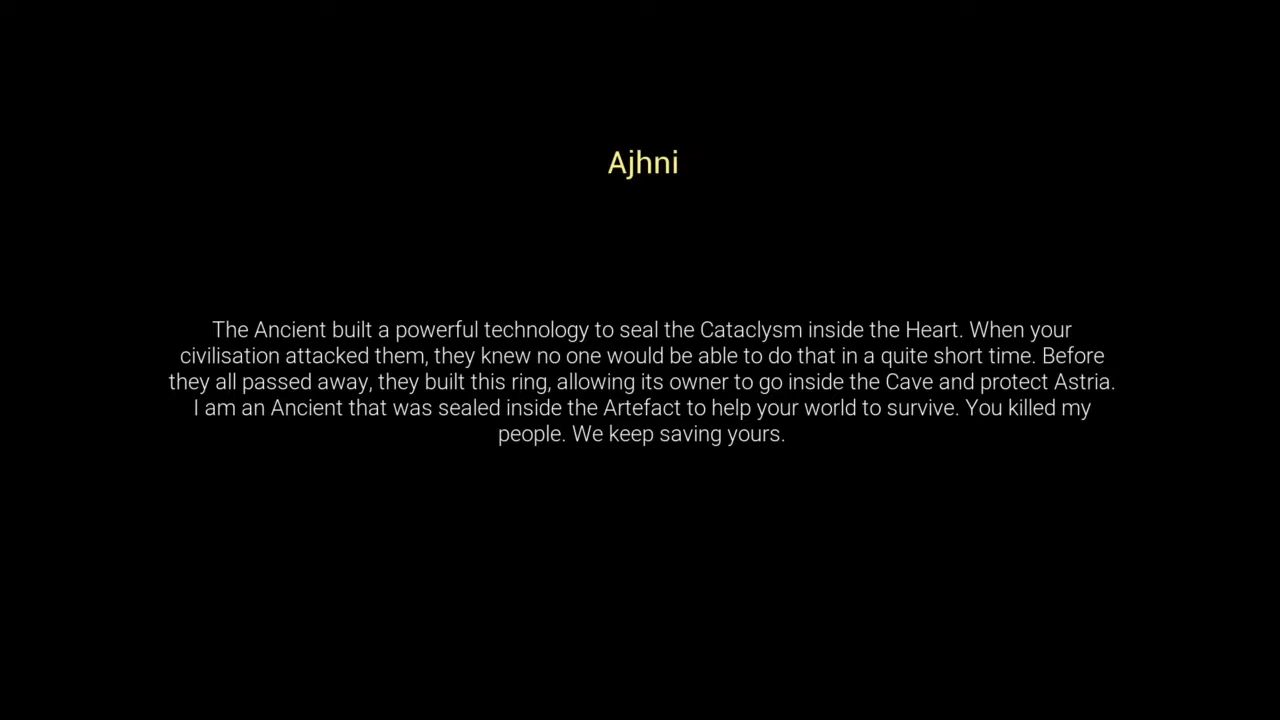 Ajhni
The Ancient built a powerful technology to seal the Cataclysm inside the Heart. When your
civilisation attacked them, they knew no one would be able to do that in a quite short time. Before
they all passed away, they built this ring, allowing its owner to go inside the Cave and protect Astria.
I am an Ancient that was sealed inside the Artefact to help your world to survive. You killed my
people. We keep saving yours.